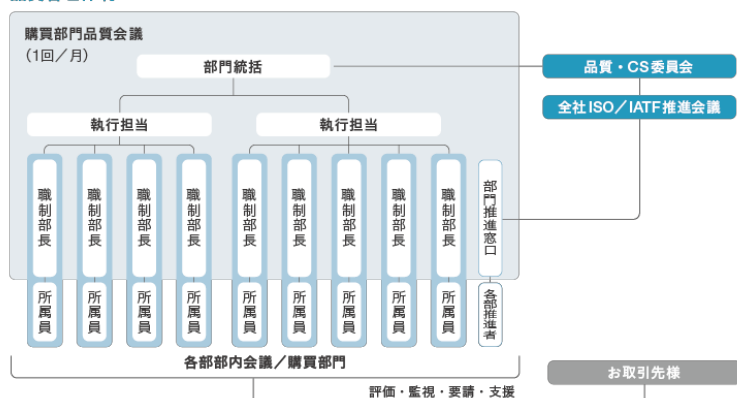 購買部門品質会議
(1回／月)
部門統括
品質・CS委員会
全社ISO／IATF推進会議
執行担当
執行担当
職制部長
職制部長
職制部長
職制部長
職制部長
職制部長
職制部長
職制部長
職制部長
部門推進窓口
所属員
所属員
所属員
所属員
所属員
所属員
所属員
所属員
所属員
各部推進者
各部部内会議／購買部門
お取引先様
評価・監視・要請・支援